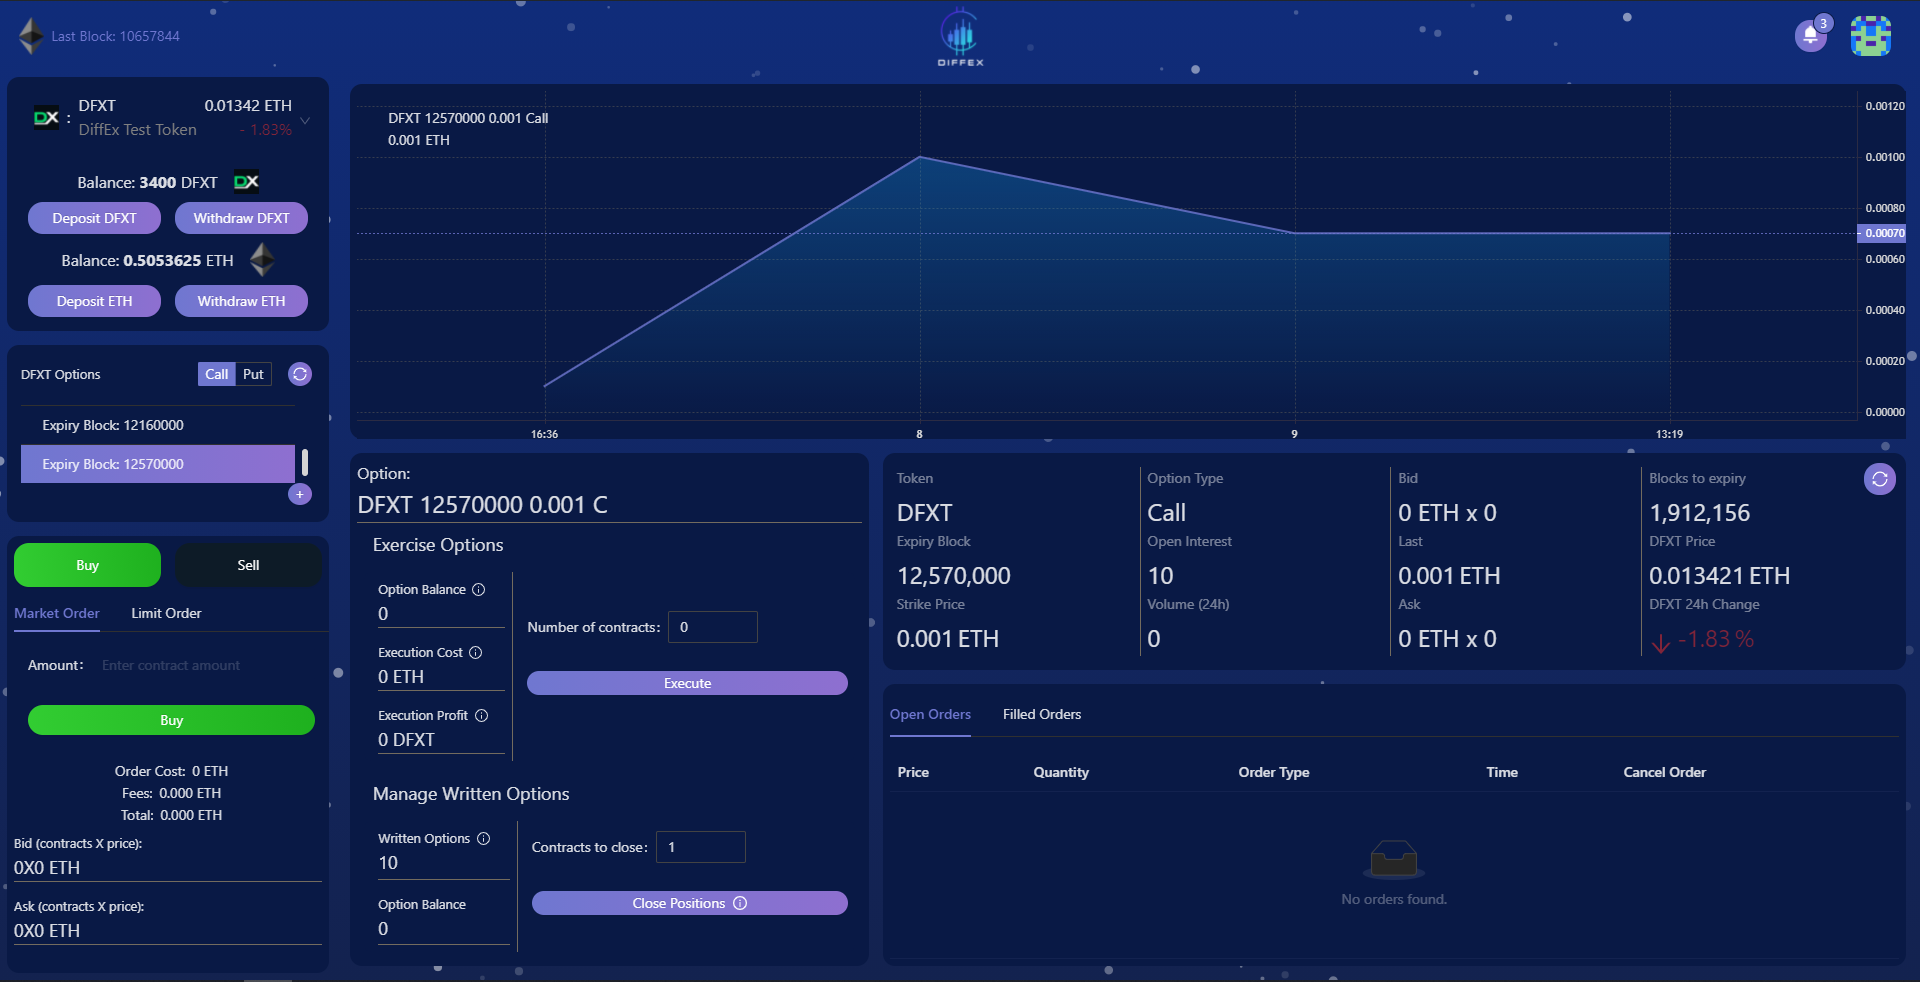 Last Block: 10657844
DIFFEX
3
DX : DFXT 0.01342 ETH
DiffEx Test Token - 1.83%
Balance: 3400 DFXT DX
Deposit DFXT Withdraw DFXT
Balance: 0.5053625 ETH
Deposit ETH Withdraw ETH
DFXT Options Call Put
Expiry Block: 12160000
Expiry Block: 12570000
+
Buy Sell
Market Order Limit Order
Amount: Enter contract amount
Buy
Order Cost: 0 ETH
Fees: 0.000 ETH
Total: 0.000 ETH
Bid (contracts X price):
0X0 ETH
Ask (contracts X price):
0X0 ETH
DFXT 12570000 0.001 Call
0.001 ETH
0.00120
0.00100
0.00080
0.00070
0.00060
0.00040
0.00020
0.00000
16:36 8 9 13:19
Option:
DFXT 12570000 0.001 C
Exercise Options
Option Balance
0
Execution Cost
0 ETH
Execution Profit
0 DFXT
Number of contracts: 0
Execute
Manage Written Options
Written Options
10
Option Balance
0
Contracts to close: 1
Close Positions
Token Option Type Bid Blocks to expiry
DFXT Call 0 ETH x 0 1,912,156
Expiry Block Open Interest Last DFXT Price
12,570,000 10 0.001 ETH 0.013421 ETH
Strike Price Volume (24h) Ask DFXT 24h Change
0.001 ETH 0 0 ETH x 0 -1.83 %
Open Orders Filled Orders
Price Quantity Order Type Time Cancel Order
No orders found.